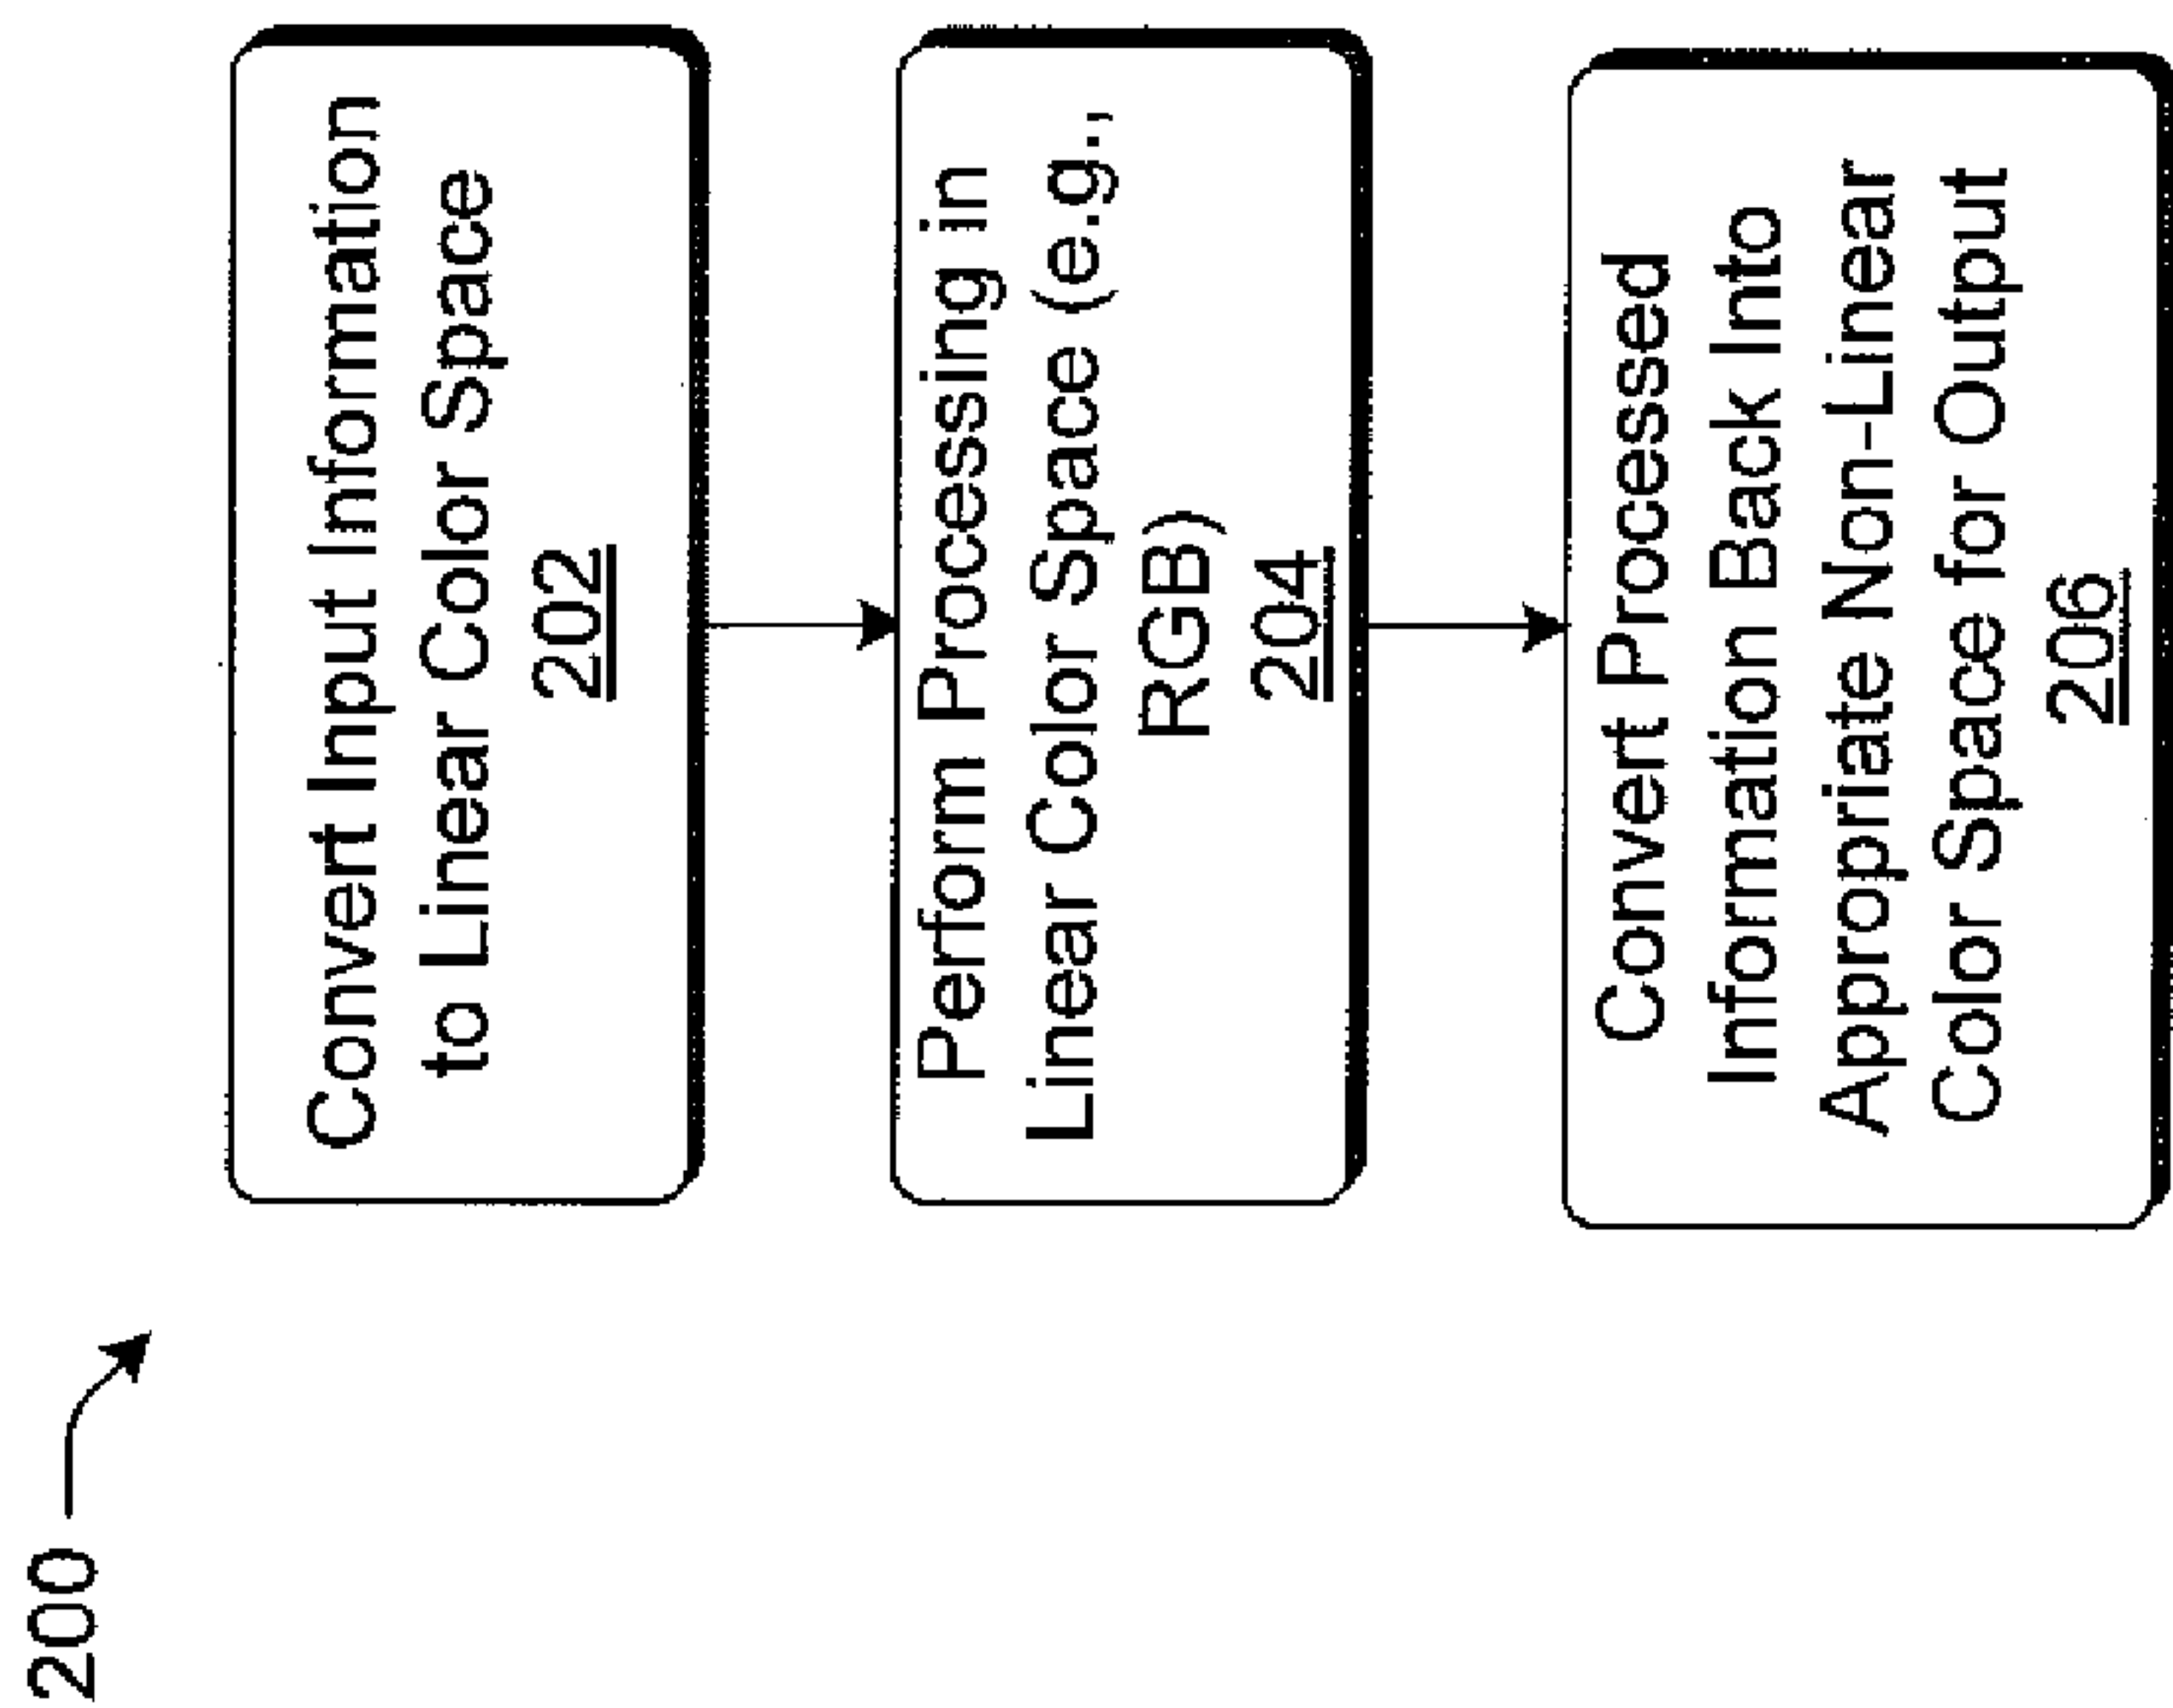 200
Convert Input Information
to Linear Color Space
202
Perform Processing in
Linear Color Space (e.g.,
RGB)
204
Convert Processed
Information Back Into
Appropriate Non-Linear
Color Space for Output
206